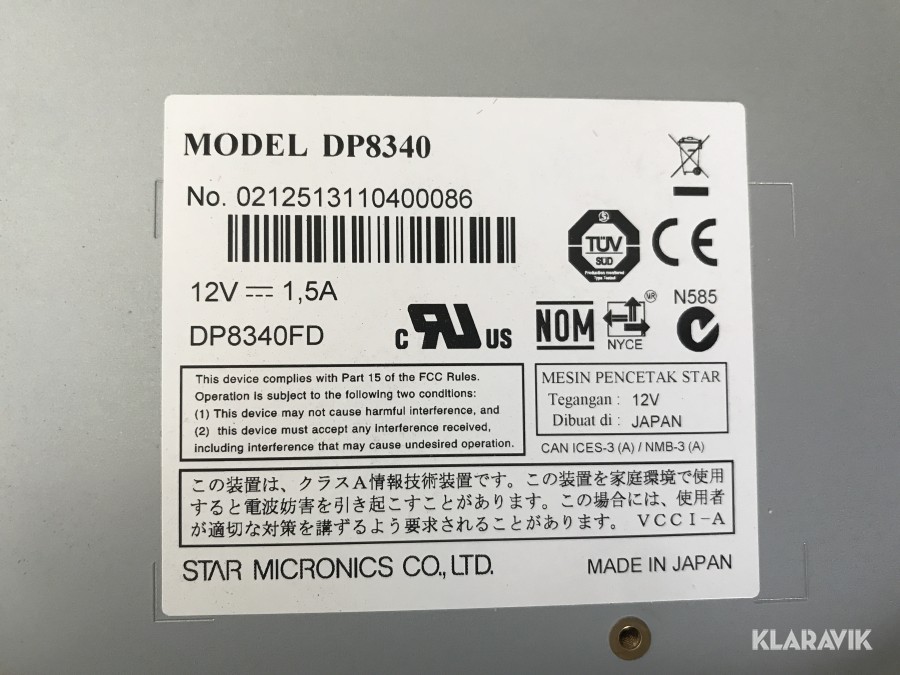 MODEL DP8340
No. 0212513110400086
TÜV
SÜD
Production monitored
Type tested
CE
12V ⎓ 1,5A
DP8340FD
c RU US
NOM
NYCE
MR
N585
This device complies with Part 15 of the FCC Rules.
Operation is subject to the following two conditions:
(1) This device may not cause harmful interference, and
(2) this device must accept any interference received,
including interference that may cause undesired operation.
MESIN PENCETAK STAR
Tegangan : 12V
Dibuat di : JAPAN
CAN ICES-3 (A) / NMB-3 (A)
この装置は、クラスA情報技術装置です。この装置を家庭環境で使用
すると電波妨害を引き起こすことがあります。この場合には、使用者
が適切な対策を講ずるよう要求されることがあります。 VCCI-A
STAR MICRONICS CO., LTD.
MADE IN JAPAN
KLARAVIK